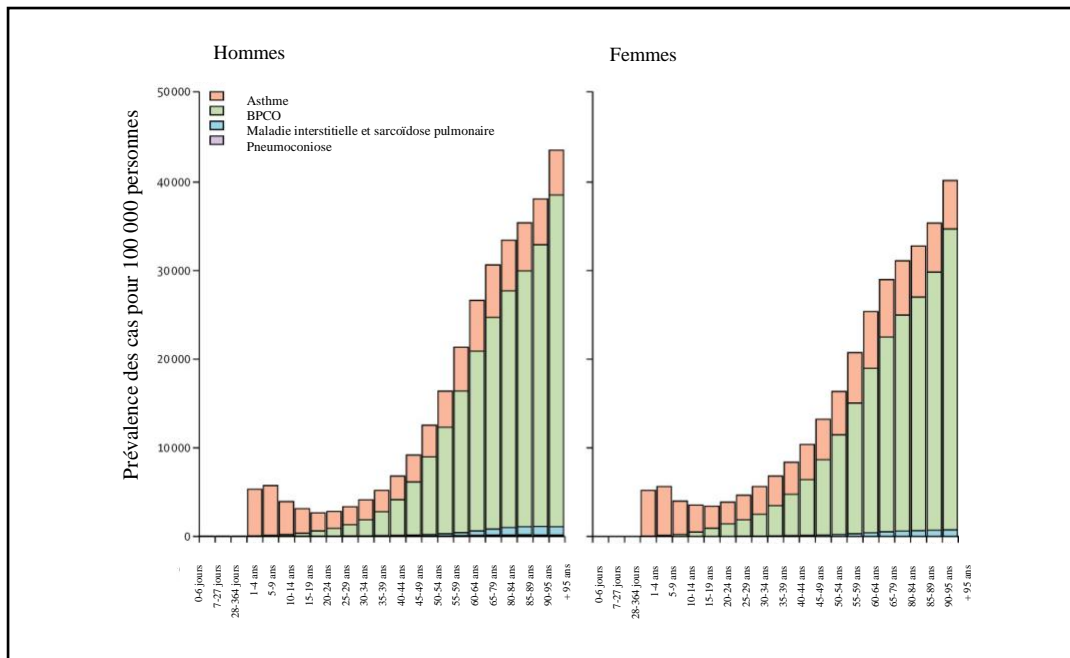 Hommes
Femmes
Prévalence des cas pour 100 000 personnes
50000
40000
30000
20000
10000
0
Asthme
BPCO
Maladie interstitielle et sarcoïdose pulmonaire
Pneumoconiose
0-6 jours
7-27 jours
28-364 jours
1-4 ans
5-9 ans
10-14 ans
15-19 ans
20-24 ans
25-29 ans
30-34 ans
35-39 ans
40-44 ans
45-49 ans
50-54 ans
55-59 ans
60-64 ans
65-79 ans
80-84 ans
85-89 ans
90-95 ans
+ 95 ans
0-6 jours
7-27 jours
28-364 jours
1-4 ans
5-9 ans
10-14 ans
15-19 ans
20-24 ans
25-29 ans
30-34 ans
35-39 ans
40-44 ans
45-49 ans
50-54 ans
55-59 ans
60-64 ans
65-79 ans
80-84 ans
85-89 ans
90-95 ans
+ 95 ans